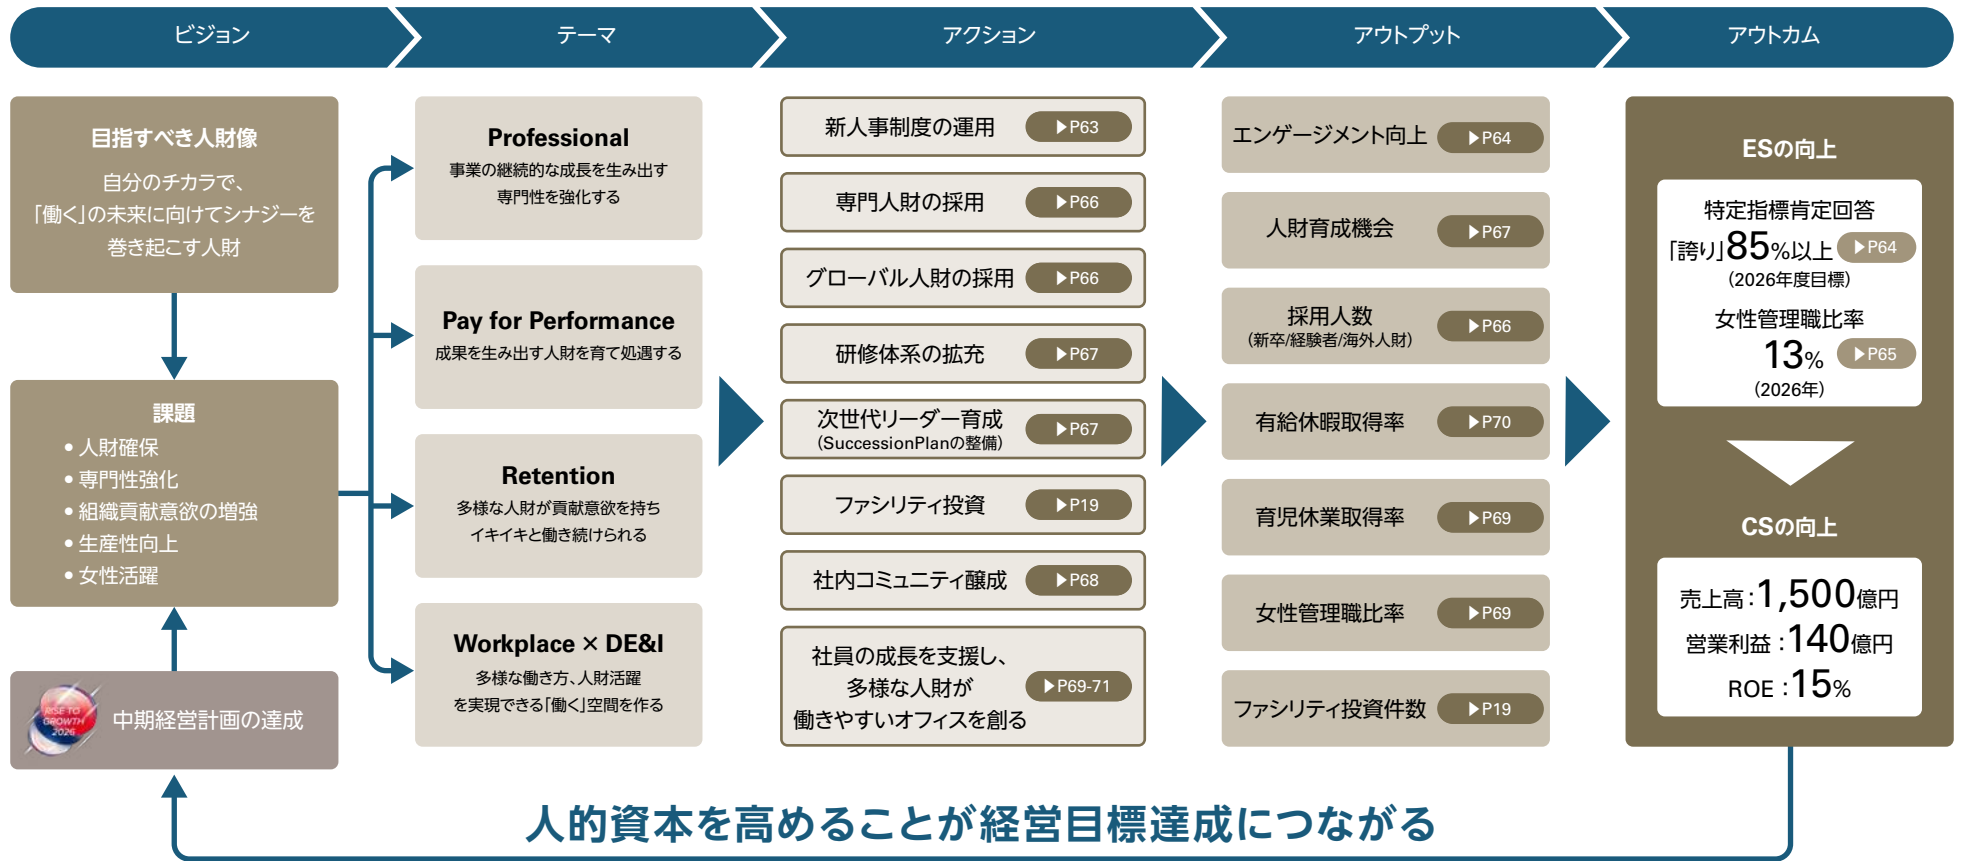 ビジョン
テーマ
アクション
アウトプット
アウトカム
目指すべき人財像
自分のチカラで、
「働く」の未来に向けてシナジーを
巻き起こす人財
課題
• 人財確保
• 専門性強化
• 組織貢献意欲の増強
• 生産性向上
• 女性活躍
RISE TO
GROWTH
2026
中期経営計画の達成
Professional
事業の継続的な成長を生み出す
専門性を強化する
Pay for Performance
成果を生み出す人財を育て処遇する
Retention
多様な人財が貢献意欲を持ち
イキイキと働き続けられる
Workplace × DE&I
多様な働き方、人財活躍
を実現できる「働く」空間を作る
新人事制度の運用 ▶P63
専門人財の採用 ▶P66
グローバル人財の採用 ▶P66
研修体系の拡充 ▶P67
次世代リーダー育成
(SuccessionPlanの整備) ▶P67
ファシリティ投資 ▶P19
社内コミュニティ醸成 ▶P68
社員の成長を支援し、
多様な人財が ▶P69-71
働きやすいオフィスを創る
エンゲージメント向上 ▶P64
人財育成機会 ▶P67
採用人数
(新卒/経験者/海外人財) ▶P66
有給休暇取得率 ▶P70
育児休業取得率 ▶P69
女性管理職比率 ▶P69
ファシリティ投資件数 ▶P19
ESの向上
特定指標肯定回答
「誇り」85%以上 ▶P64
(2026年度目標)
女性管理職比率
13% ▶P65
(2026年)
CSの向上
売上高：1,500億円
営業利益：140億円
ROE：15%
人的資本を高めることが経営目標達成につながる